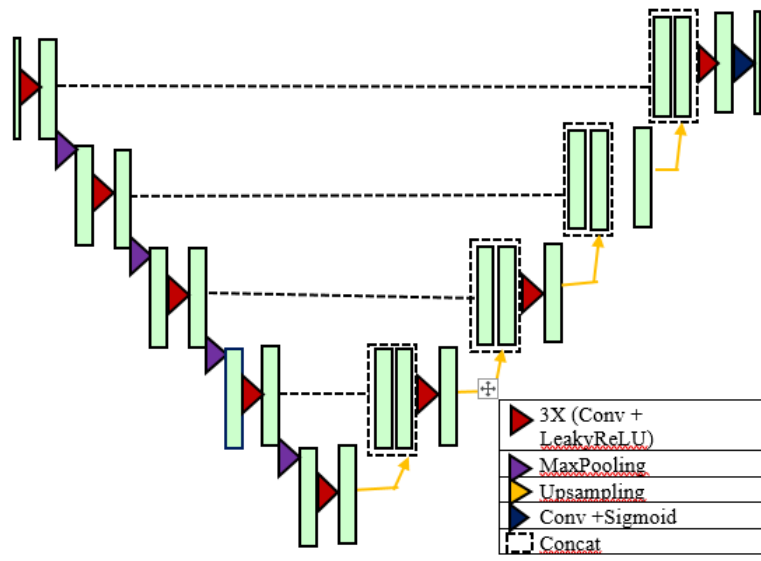 3X (Conv +
LeakyReLU)
MaxPooling
Upsampling
Conv +Sigmoid
Concat